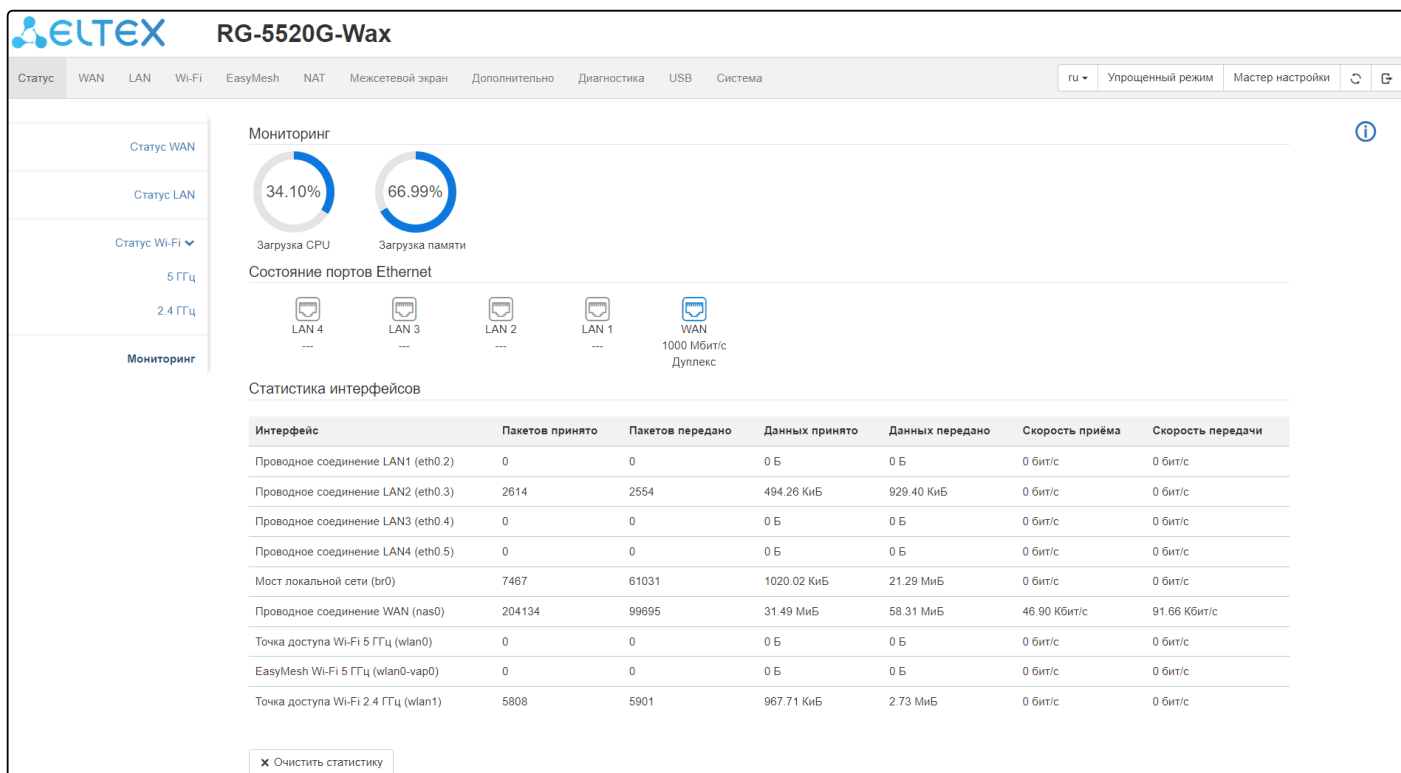 ELTEX RG-5520G-Wax
Статус WAN LAN Wi-Fi EasyMesh NAT Межсетевой экран Дополнительно Диагностика USB Система ru Упрощенный режим Мастер настройки
Статус WAN
Статус LAN
Статус Wi-Fi
5 ГГц
2.4 ГГц
Мониторинг
Мониторинг
34.10% 66.99%
Загрузка CPU Загрузка памяти
Состояние портов Ethernet
LAN 4 LAN 3 LAN 2 LAN 1 WAN
--- --- --- --- 1000 Мбит/с
Дуплекс
Статистика интерфейсов
Интерфейс Пакетов принято Пакетов передано Данных принято Данных передано Скорость приёма Скорость передачи
Проводное соединение LAN1 (eth0.2) 0 0 0 Б 0 Б 0 бит/с 0 бит/с
Проводное соединение LAN2 (eth0.3) 2614 2554 494.26 КиБ 929.40 КиБ 0 бит/с 0 бит/с
Проводное соединение LAN3 (eth0.4) 0 0 0 Б 0 Б 0 бит/с 0 бит/с
Проводное соединение LAN4 (eth0.5) 0 0 0 Б 0 Б 0 бит/с 0 бит/с
Мост локальной сети (br0) 7467 61031 1020.02 КиБ 21.29 МиБ 0 бит/с 0 бит/с
Проводное соединение WAN (nas0) 204134 99695 31.49 МиБ 58.31 МиБ 46.90 Кбит/с 91.66 Кбит/с
Точка доступа Wi-Fi 5 ГГц (wlan0) 0 0 0 Б 0 Б 0 бит/с 0 бит/с
EasyMesh Wi-Fi 5 ГГц (wlan0-vap0) 0 0 0 Б 0 Б 0 бит/с 0 бит/с
Точка доступа Wi-Fi 2.4 ГГц (wlan1) 5808 5901 967.71 КиБ 2.73 МиБ 0 бит/с 0 бит/с
Очистить статистику